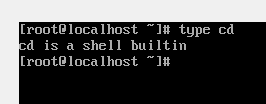 [root@localhost ~]# type cd
cd is a shell builtin
[root@localhost ~]#